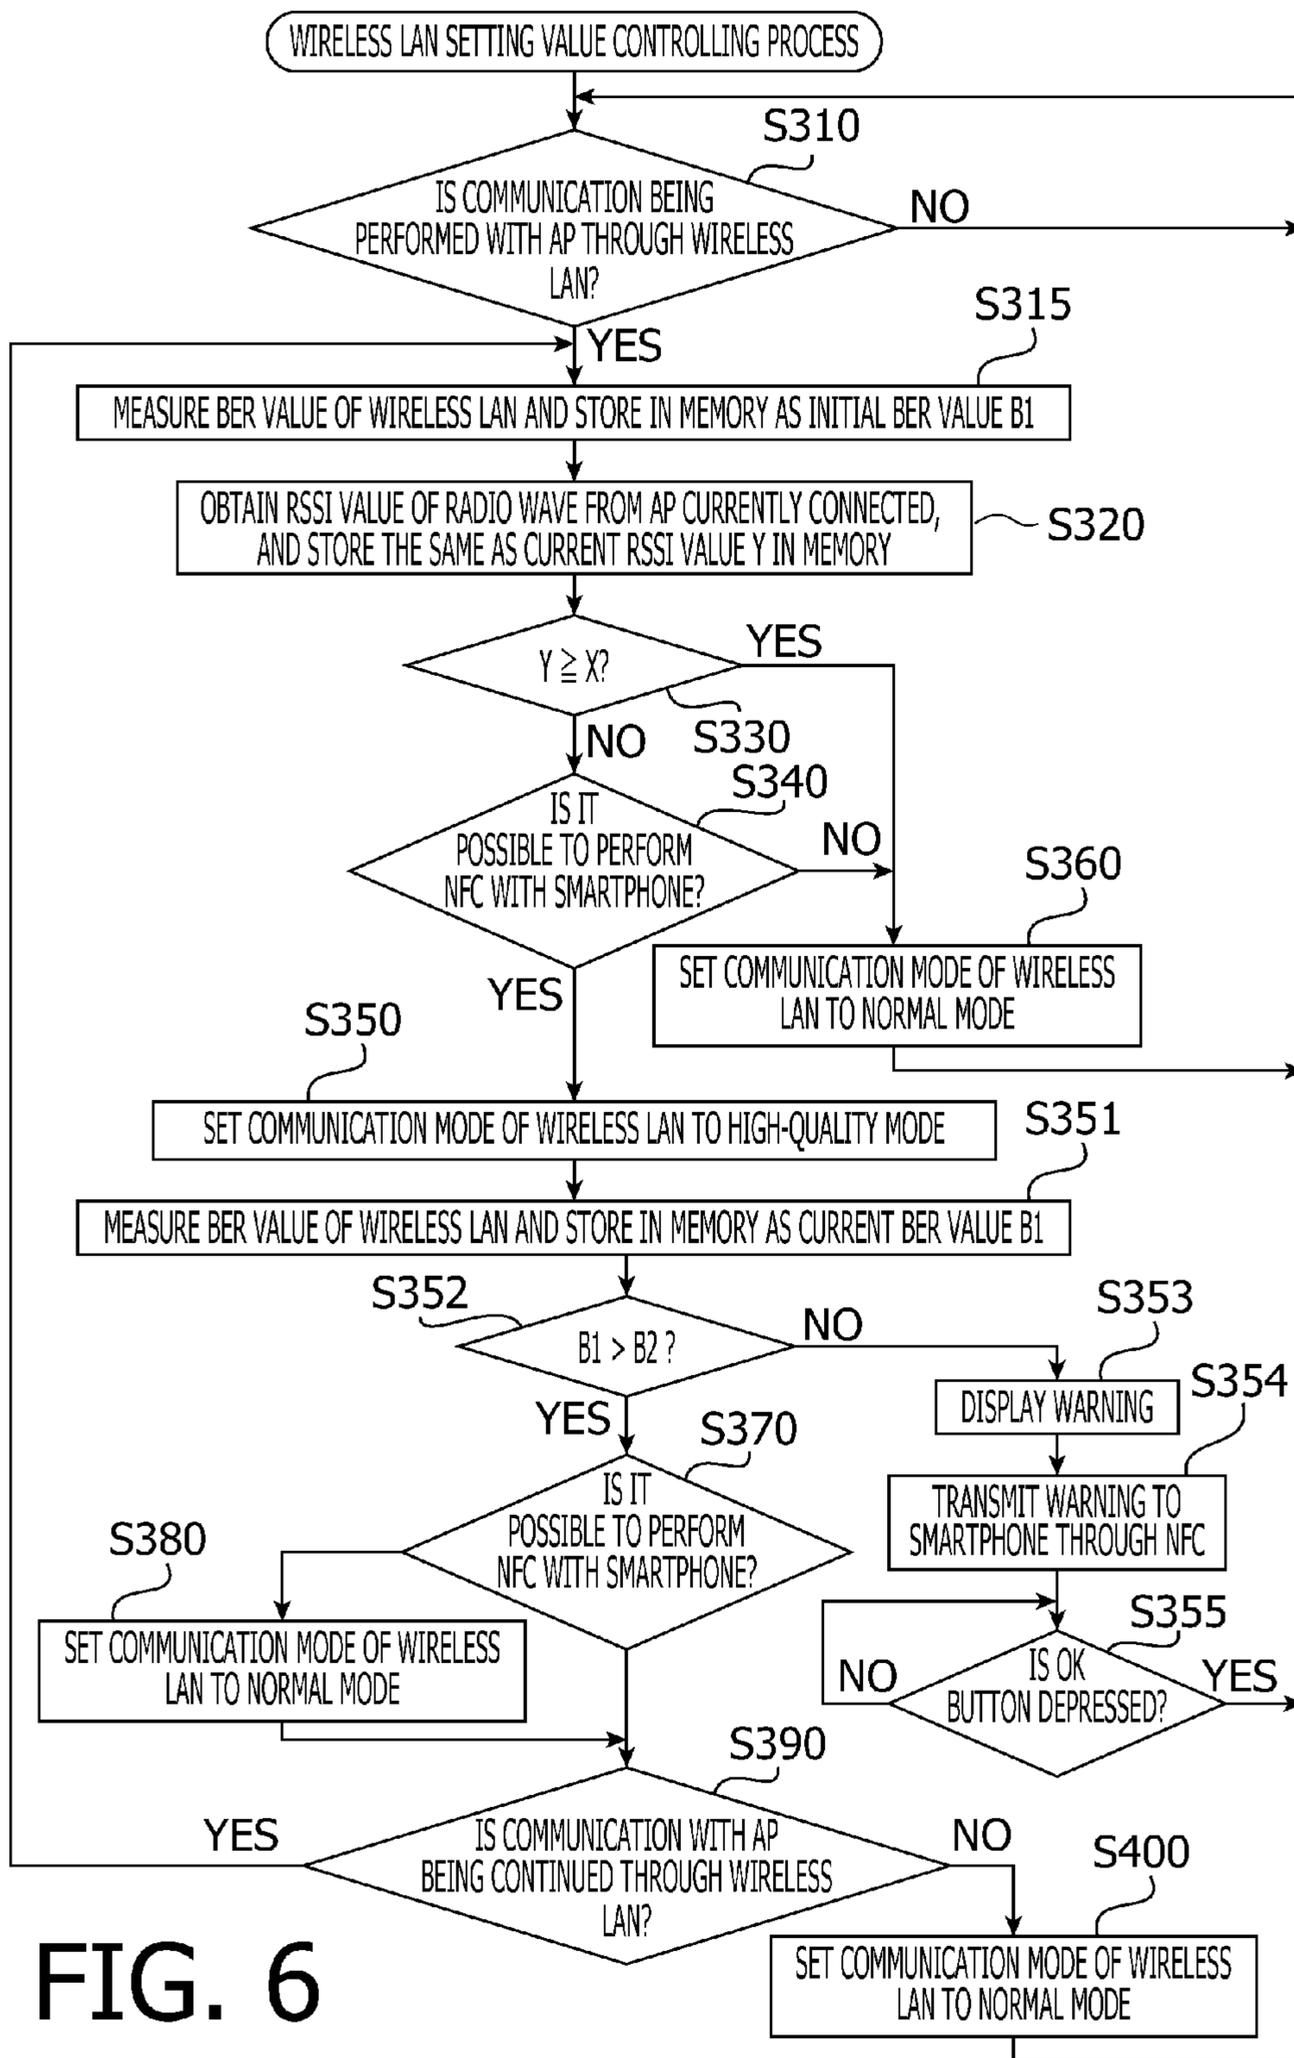 WIRELESS LAN SETTING VALUE CONTROLLING PROCESS
S310
IS COMMUNICATION BEING
PERFORMED WITH AP THROUGH WIRELESS
LAN?
NO
YES
S315
MEASURE BER VALUE OF WIRELESS LAN AND STORE IN MEMORY AS INITIAL BER VALUE B1
OBTAIN RSSI VALUE OF RADIO WAVE FROM AP CURRENTLY CONNECTED,
AND STORE THE SAME AS CURRENT RSSI VALUE Y IN MEMORY
S320
Y ≧ X?
YES
S330
NO
S340
IS IT
POSSIBLE TO PERFORM
NFC WITH SMARTPHONE?
NO
YES
S360
SET COMMUNICATION MODE OF WIRELESS
LAN TO NORMAL MODE
S350
SET COMMUNICATION MODE OF WIRELESS LAN TO HIGH-QUALITY MODE
S351
MEASURE BER VALUE OF WIRELESS LAN AND STORE IN MEMORY AS CURRENT BER VALUE B1
S352
B1 > B2 ?
NO
YES
S353
DISPLAY WARNING
S354
TRANSMIT WARNING TO
SMARTPHONE THROUGH NFC
S355
IS OK
BUTTON DEPRESSED?
NO
YES
S370
IS IT
POSSIBLE TO PERFORM
NFC WITH SMARTPHONE?
S380
SET COMMUNICATION MODE OF WIRELESS
LAN TO NORMAL MODE
S390
IS COMMUNICATION WITH AP
BEING CONTINUED THROUGH WIRELESS
LAN?
YES
NO
S400
SET COMMUNICATION MODE OF WIRELESS
LAN TO NORMAL MODE
FIG. 6